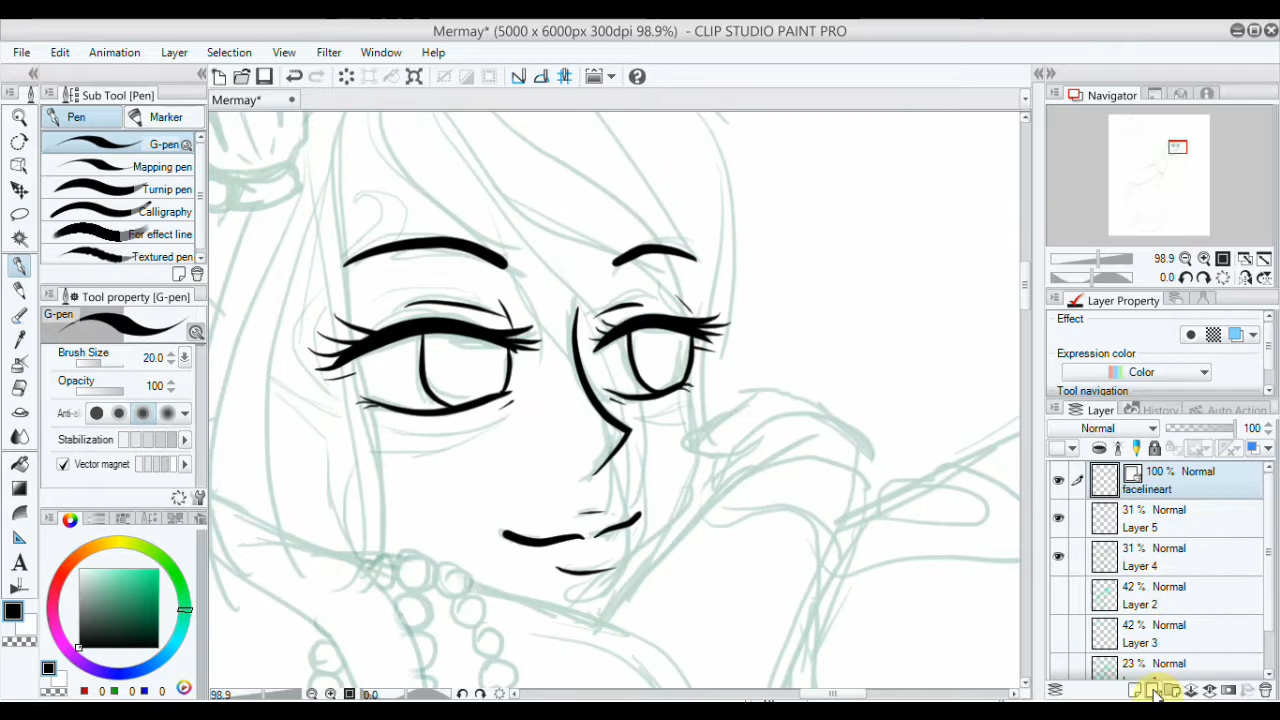 Mermay* (5000 x 6000px 300dpi 98.9%) - CLIP STUDIO PAINT PRO
File Edit Animation Layer Selection View Filter Window Help
Sub Tool [Pen]
Mermay*
Navigator
Pen Marker
G-pen
Mapping pen
Turnip pen
Calligraphy
For effect line
Textured pen
98.9
0.0
Tool property [G-pen]
Layer Property
G-pen
Effect
Brush Size 20.0
Expression color
Opacity 100
Color
Tool navigation
Anti-al
Layer History Auto Action
Normal 100
Stabilization
Vector magnet
100 % Normal
facelineart
31 % Normal
Layer 5
31 % Normal
Layer 4
42 % Normal
Layer 2
42 % Normal
Layer 3
23 % Normal
0 0 0
98.9 0.0